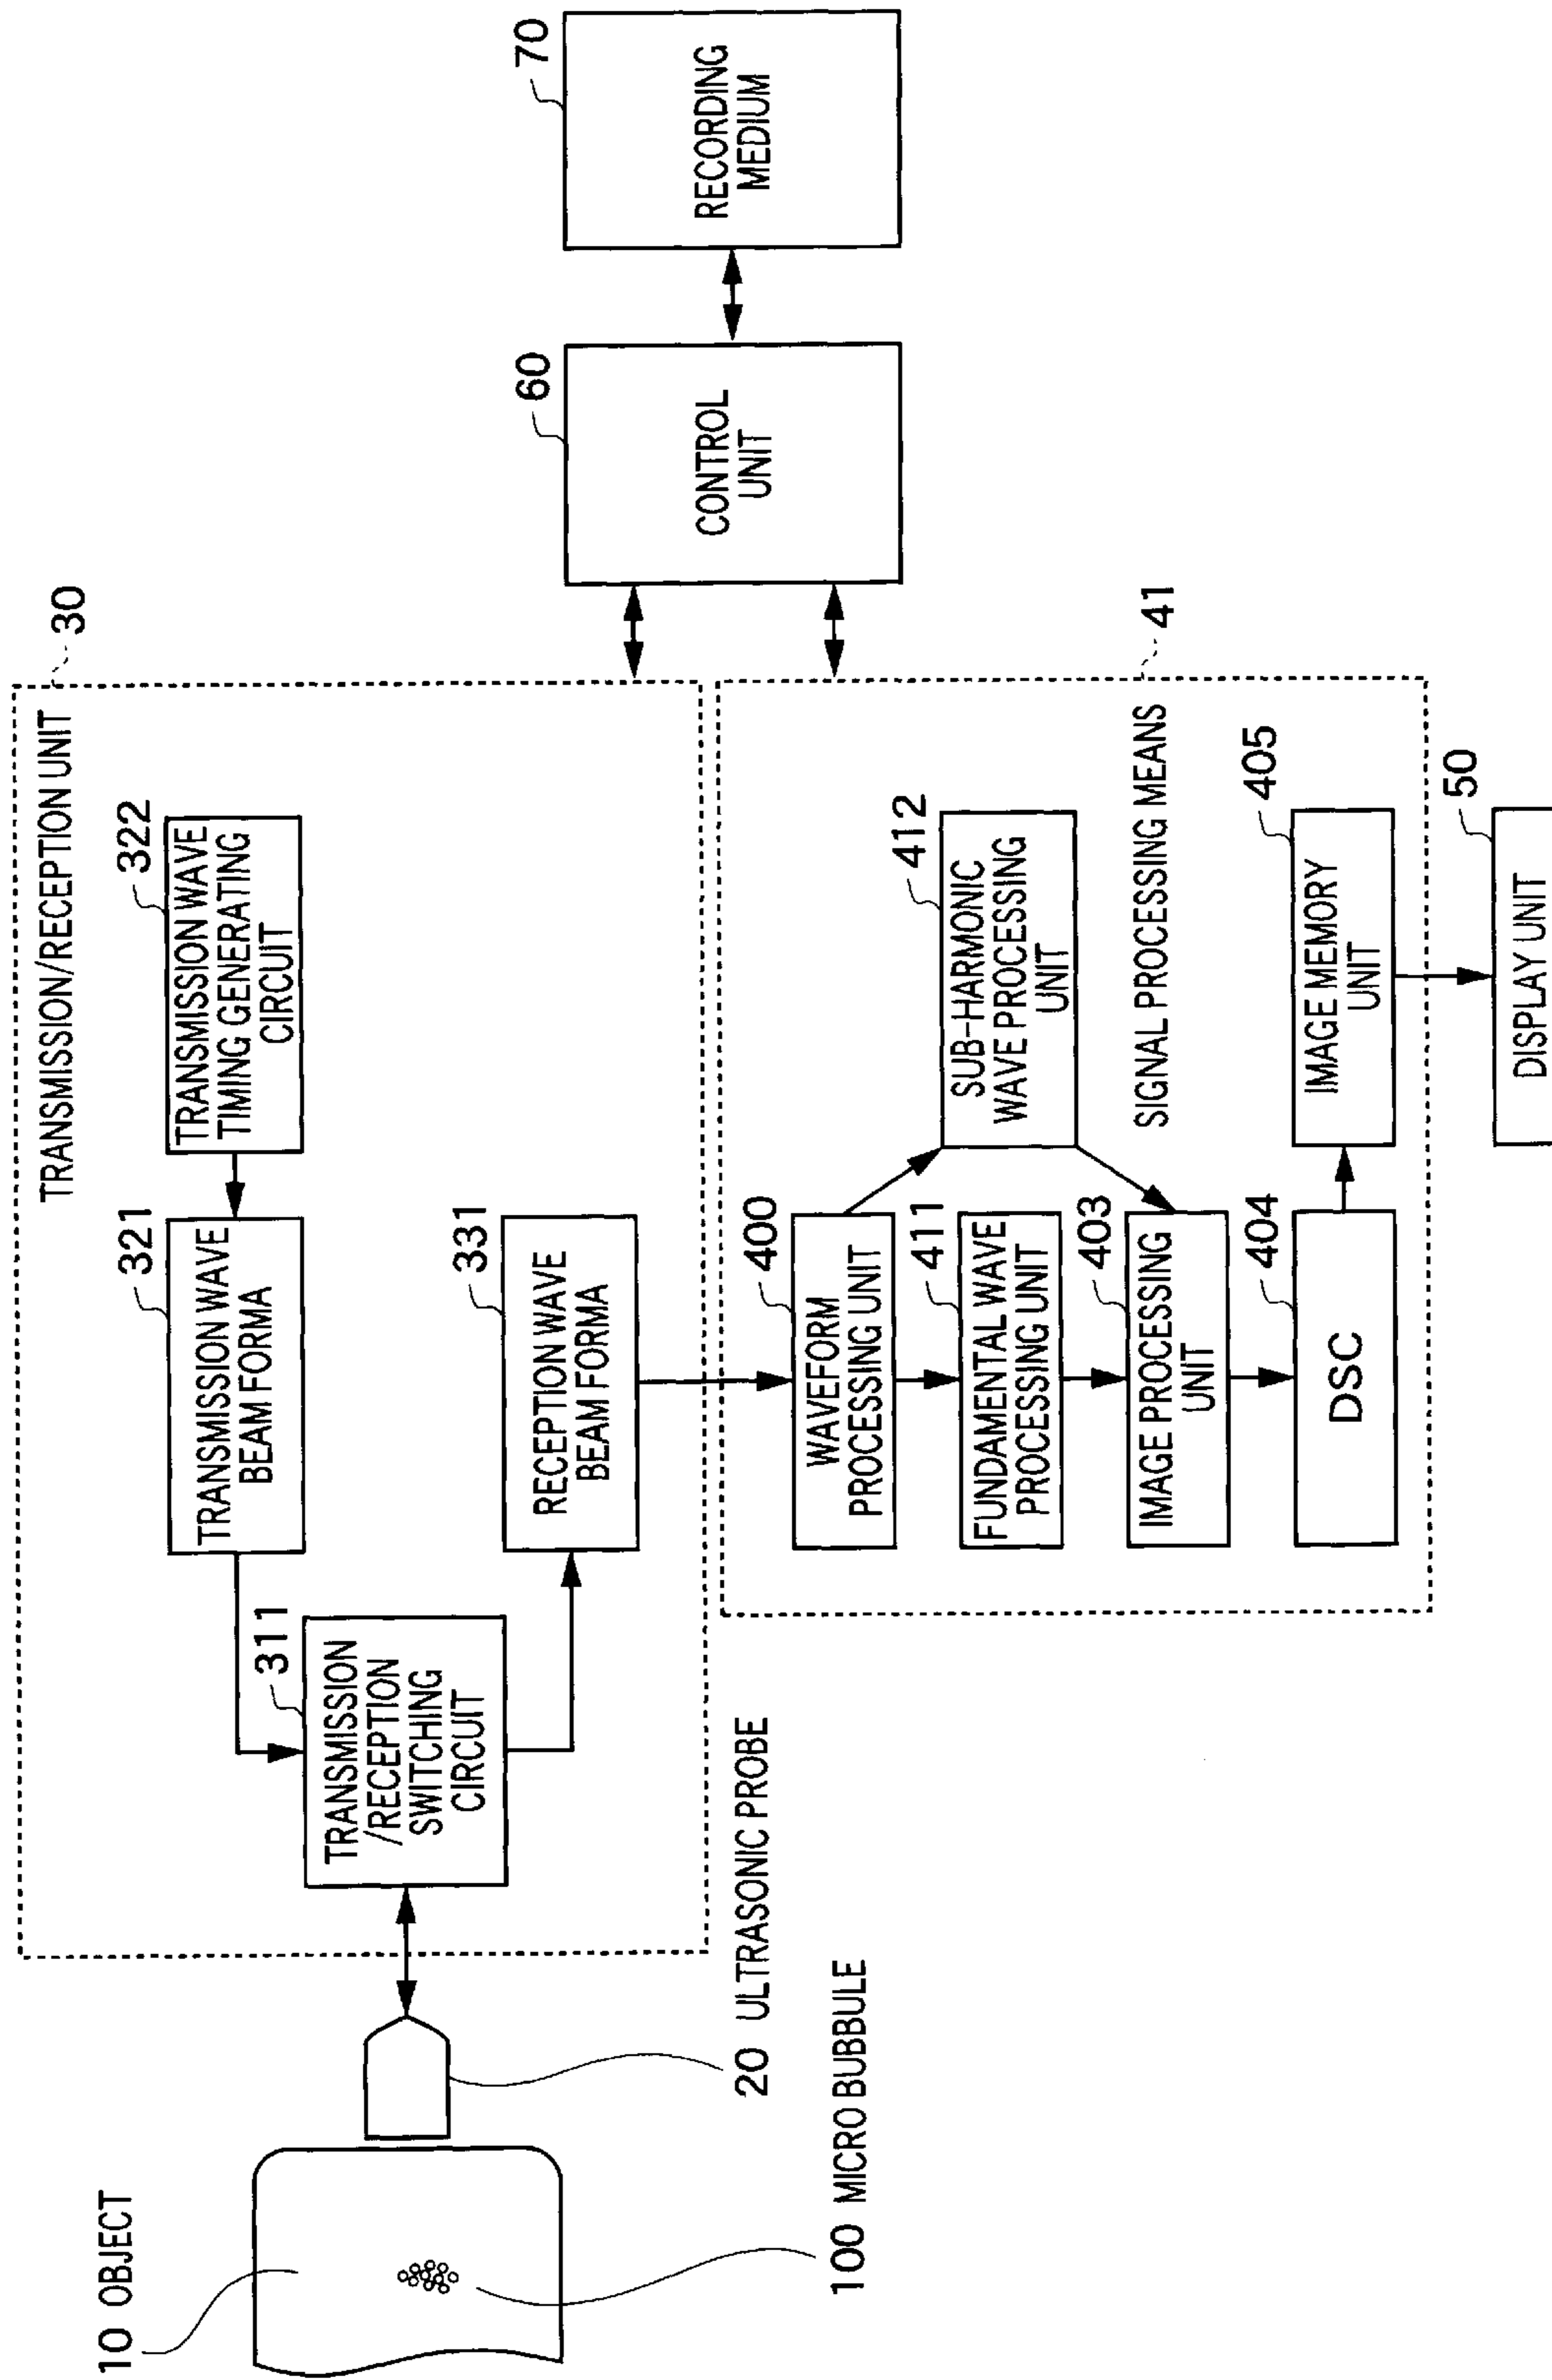 TRANSMISSION/RECEPTION UNIT
30
322
TRANSMISSION WAVE
TIMING GENERATING
CIRCUIT
321
TRANSMISSION WAVE
BEAM FORMA
311
TRANSMISSION
/RECEPTION
SWITCHING
CIRCUIT
331
RECEPTION WAVE
BEAM FORMA
10 OBJECT
20 ULTRASONIC PROBE
100 MICRO BUBBULE
60
CONTROL
UNIT
70
RECORDING
MEDIUM
41
SIGNAL PROCESSING MEANS
400
WAVEFORM
PROCESSING UNIT
412
SUB-HARMONIC
WAVE PROCESSING
UNIT
411
FUNDAMENTAL WAVE
PROCESSING UNIT
403
IMAGE PROCESSING
UNIT
404
DSC
405
IMAGE MEMORY
UNIT
50
DISPLAY UNIT